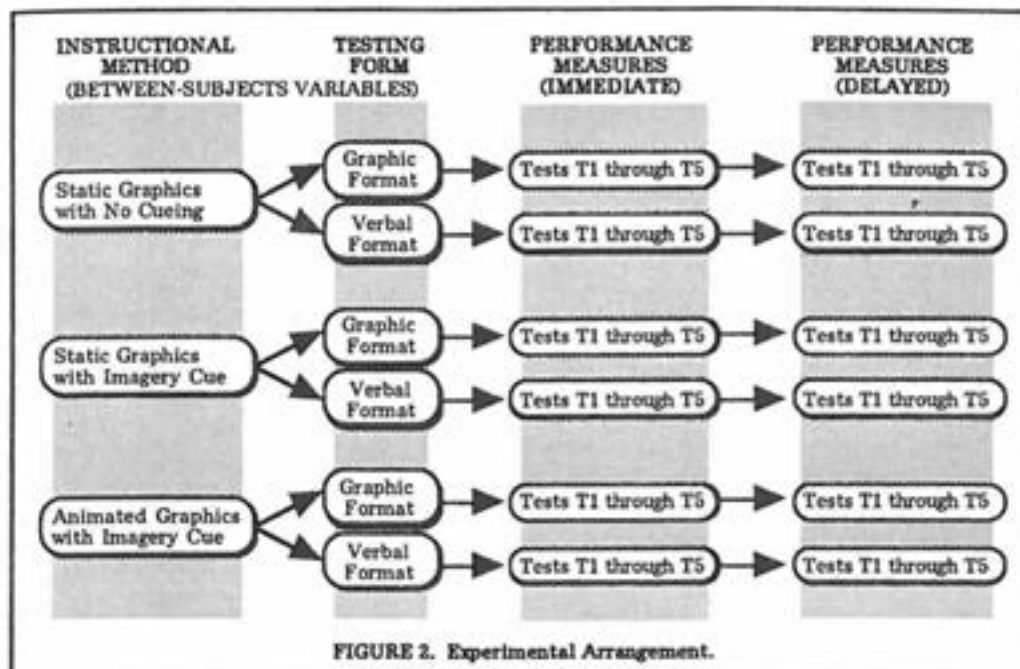 INSTRUCTIONAL METHOD
(BETWEEN-SUBJECTS VARIABLES)
TESTING FORM
PERFORMANCE MEASURES
(IMMEDIATE)
PERFORMANCE MEASURES
(DELAYED)
Static Graphics
with No Cueing
Graphic
Format
Tests T1 through T5
Tests T1 through T5
Verbal
Format
Tests T1 through T5
Tests T1 through T5
Static Graphics
with Imagery Cue
Graphic
Format
Tests T1 through T5
Tests T1 through T5
Verbal
Format
Tests T1 through T5
Tests T1 through T5
Animated Graphics
with Imagery Cue
Graphic
Format
Tests T1 through T5
Tests T1 through T5
Verbal
Format
Tests T1 through T5
Tests T1 through T5
FIGURE 2. Experimental Arrangement.